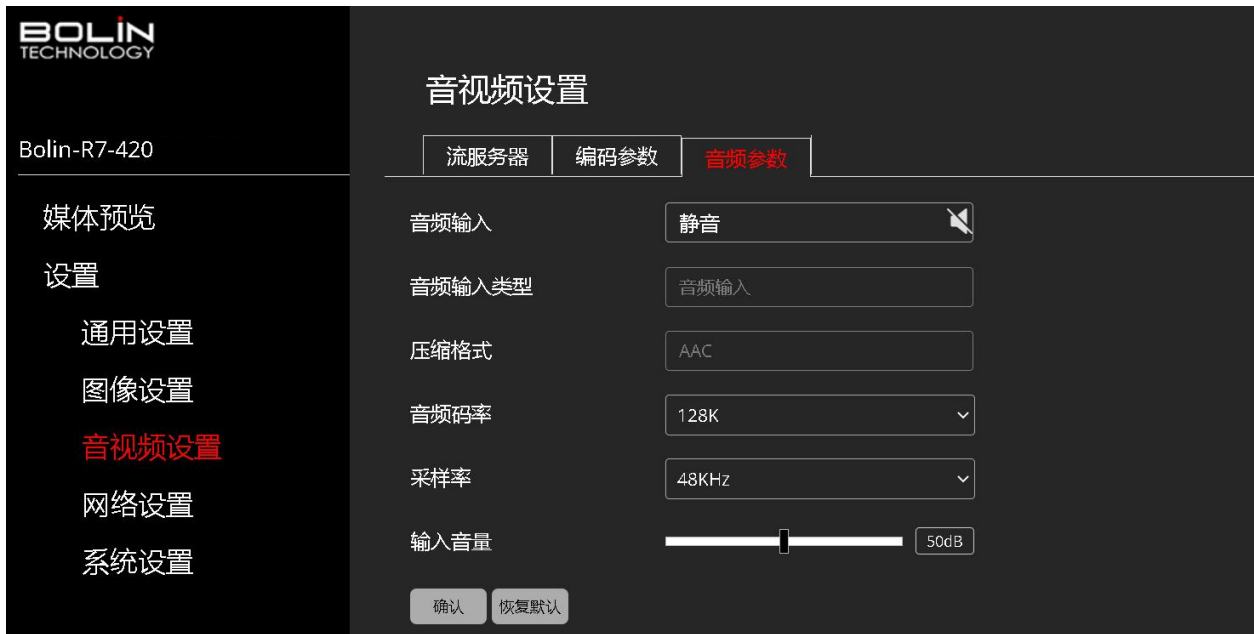 BOLIN
TECHNOLOGY
Bolin-R7-420
媒体预览
设置
通用设置
图像设置
音视频设置
网络设置
系统设置
音视频设置
流服务器 编码参数 音频参数
音频输入 静音
音频输入类型 音频输入
压缩格式 AAC
音频码率 128K
采样率 48KHz
输入音量 50dB
确认 恢复默认